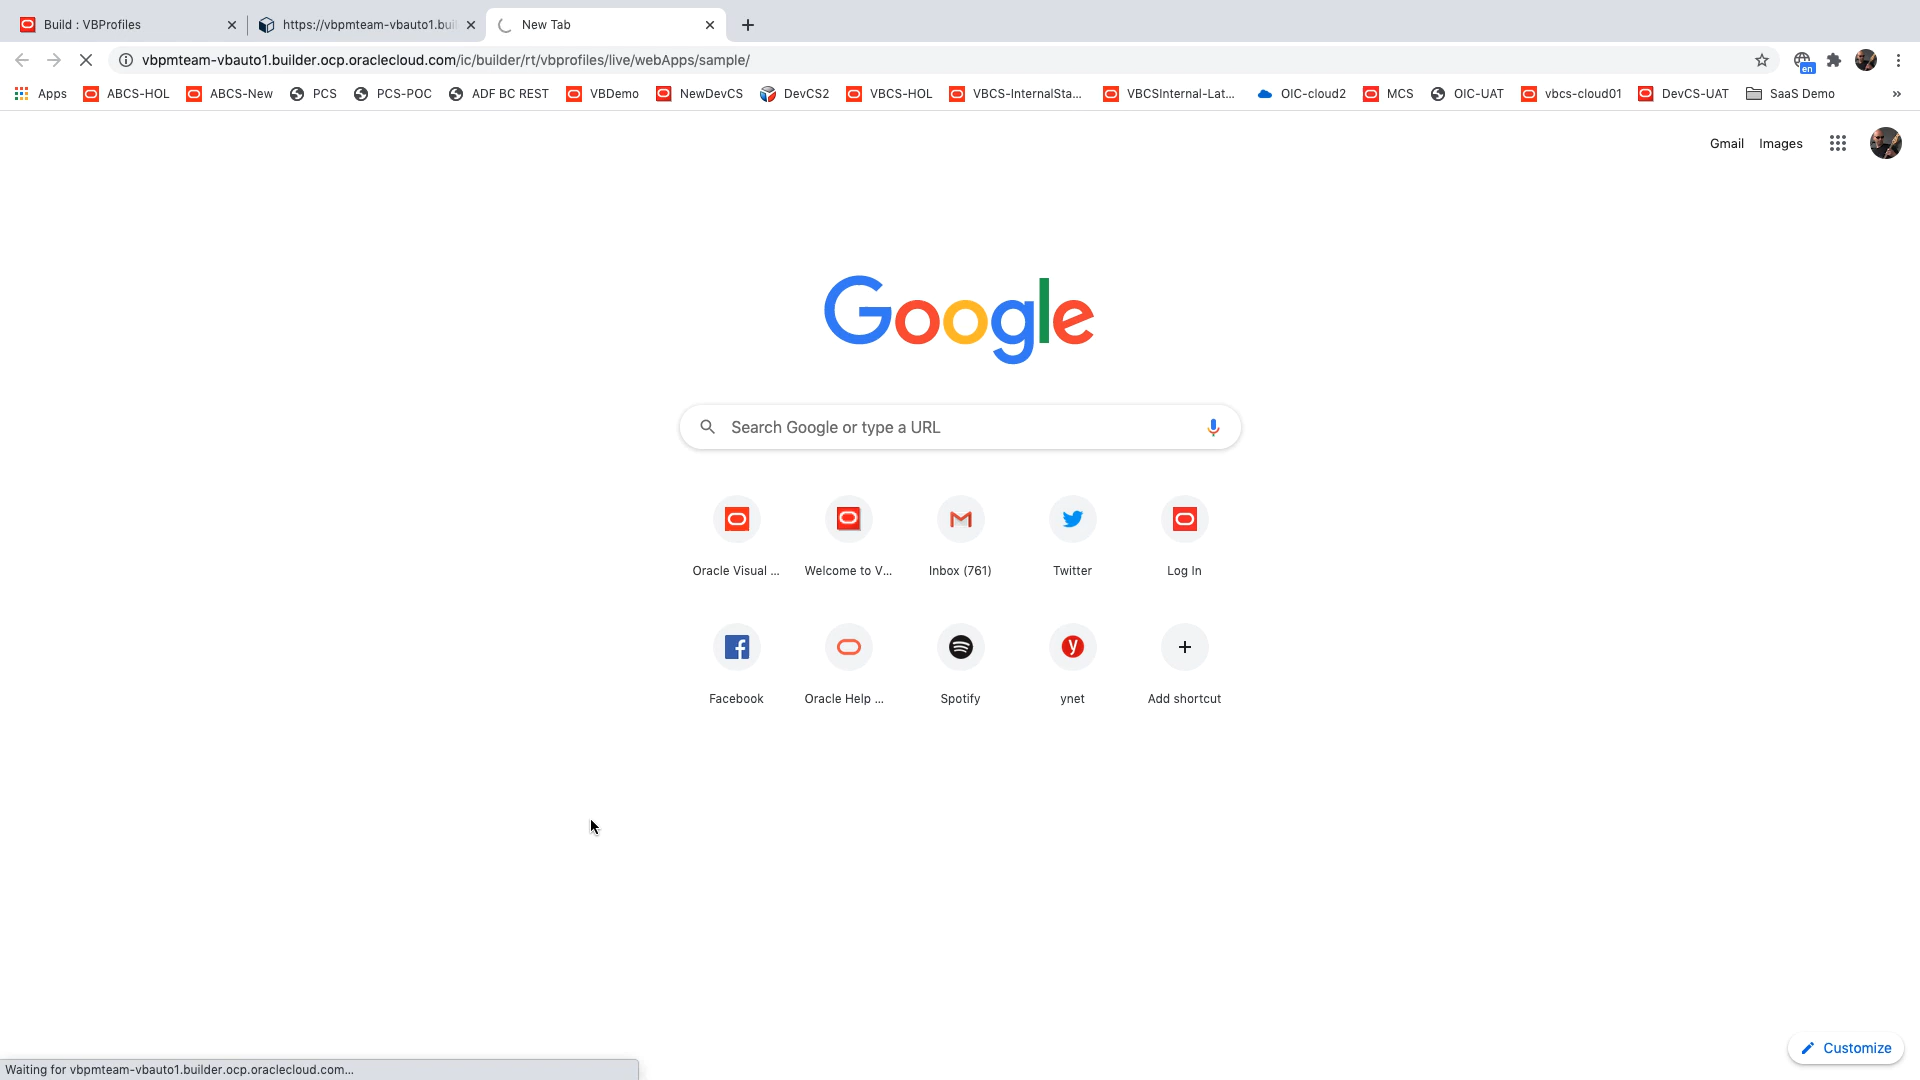 Build : VBProfiles
https://vbpmteam-vbauto1.buil
New Tab
vbpmteam-vbauto1.builder.ocp.oraclecloud.com/ic/builder/rt/vbprofiles/live/webApps/sample/
en
Apps ABCS-HOL ABCS-New PCS PCS-POC ADF BC REST VBDemo NewDevCS DevCS2 VBCS-HOL VBCS-InternalSta... VBCSInternal-Lat... OIC-cloud2 MCS OIC-UAT vbcs-cloud01 DevCS-UAT SaaS Demo »
Gmail Images
Google
Search Google or type a URL
Oracle Visual ... Welcome to V... Inbox (761) Twitter Log In
Facebook Oracle Help ... Spotify ynet Add shortcut
Customize
Waiting for vbpmteam-vbauto1.builder.ocp.oraclecloud.com...